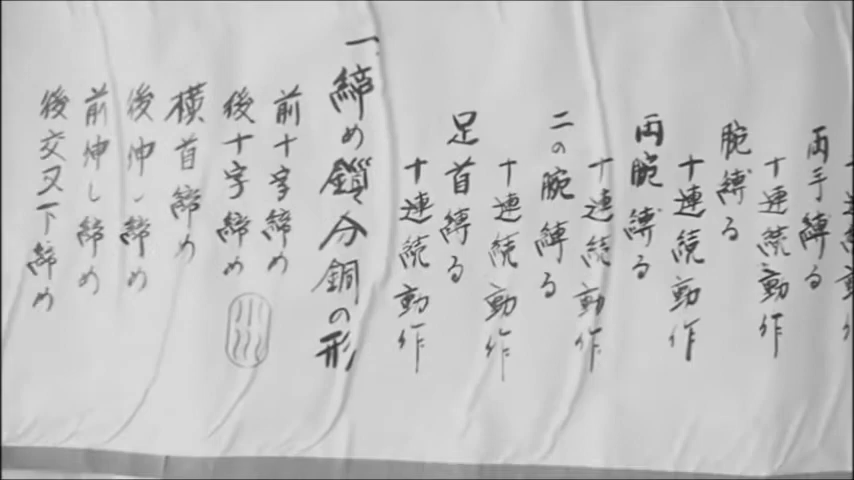 両手縛る
十連続動作
腕縛る
十連続動作
両腕縛る
十連続動作
二の腕縛る
十連続動作
足首縛る
十連続動作
一、締め鎖分銅の形
前十字締め
後十字締め
横首締め
後伸し締め
前伸し締め
後交叉下締め